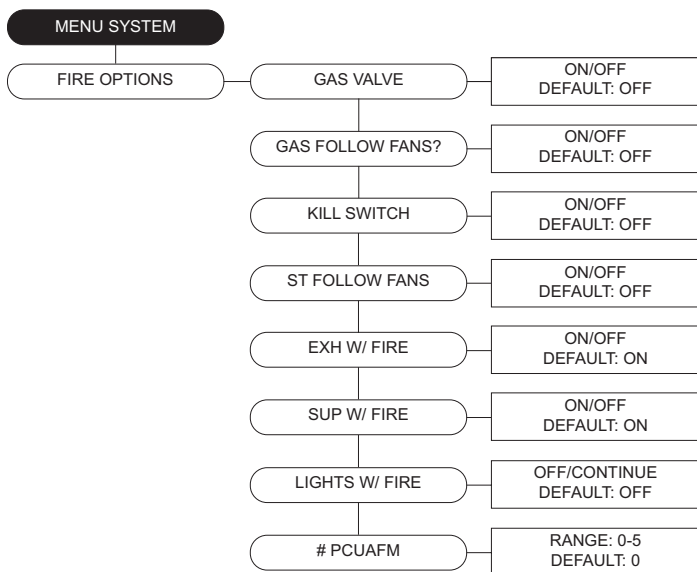 MENU SYSTEM
FIRE OPTIONS
GAS VALVE
ON/OFF
DEFAULT: OFF
GAS FOLLOW FANS?
ON/OFF
DEFAULT: OFF
KILL SWITCH
ON/OFF
DEFAULT: OFF
ST FOLLOW FANS
ON/OFF
DEFAULT: OFF
EXH W/ FIRE
ON/OFF
DEFAULT: ON
SUP W/ FIRE
ON/OFF
DEFAULT: ON
LIGHTS W/ FIRE
OFF/CONTINUE
DEFAULT: OFF
# PCUAFM
RANGE: 0-5
DEFAULT: 0